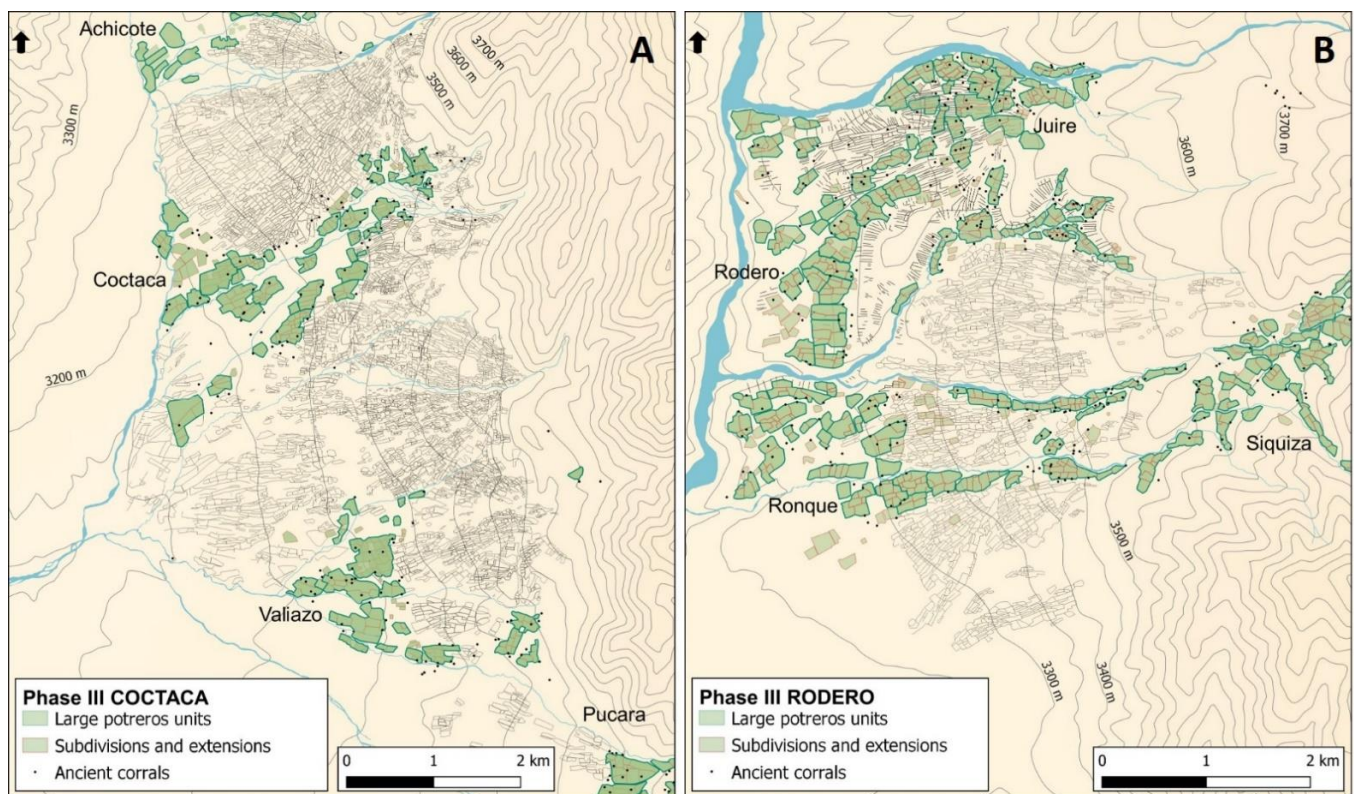 Achicote
A
3700 m
3600 m
3500 m
3300 m
Coctaca
3200 m
Valiazo
Pucara
Phase III COCTACA
Large potreros units
Subdivisions and extensions
Ancient corrals
0 1 2 km
B
Juire
3700 m
3600 m
Rodero
Siquiza
Ronque
3500 m
3300 m
3400 m
Phase III RODERO
Large potreros units
Subdivisions and extensions
Ancient corrals
0 1 2 km